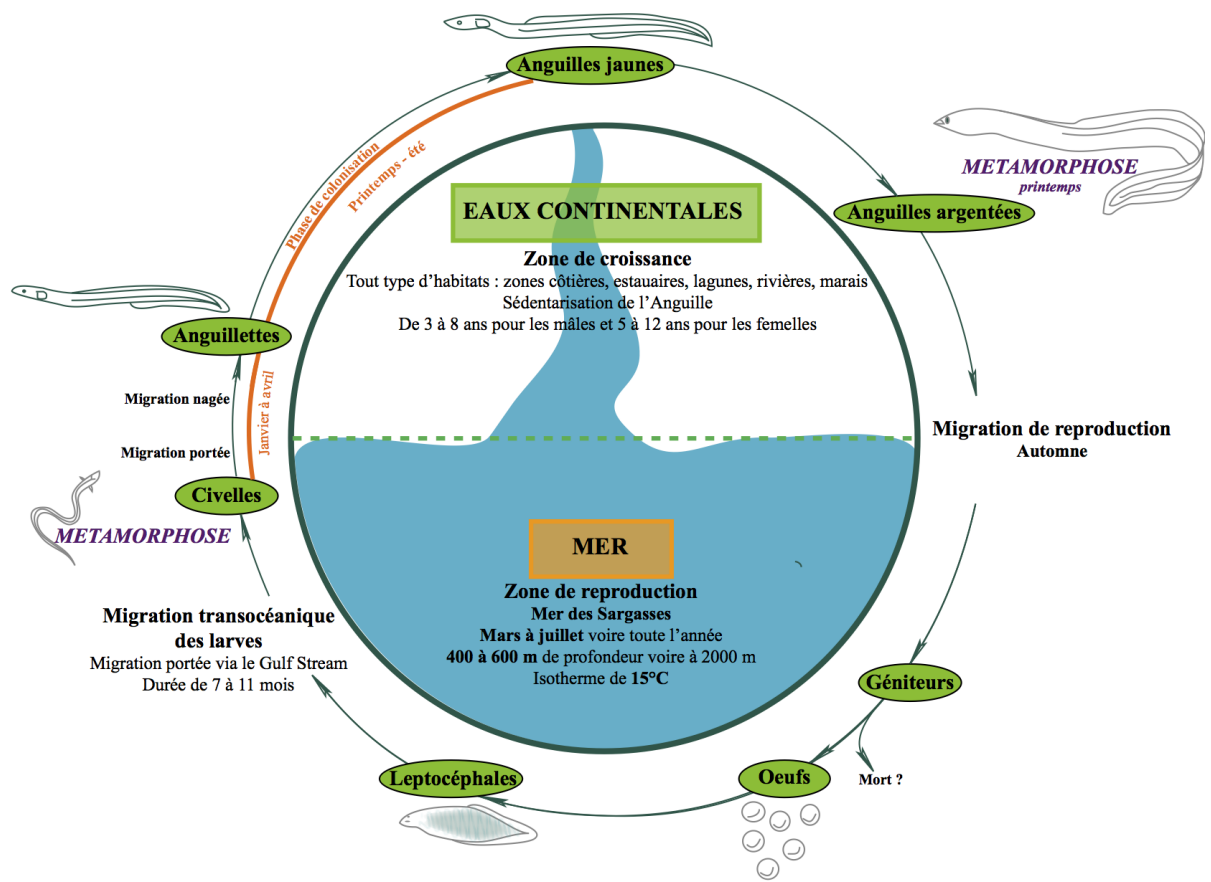 Anguilles jaunes
Phase de colonisation
Printemps - été
METAMORPHOSE
printemps
Anguilles argentées
EAUX CONTINENTALES
Zone de croissance
Tout type d’habitats : zones côtières, estauaires, lagunes, rivières, marais
Sédentarisation de l’Anguille
De 3 à 8 ans pour les mâles et 5 à 12 ans pour les femelles
Anguillettes
Migration nagée
Janvier à avril
Migration portée
Civelles
METAMORPHOSE
Migration de reproduction
Automne
MER
Zone de reproduction
Mer des Sargasses
Mars à juillet voire toute l’année
400 à 600 m de profondeur voire à 2000 m
Isotherme de 15°C
Migration transocéanique
des larves
Migration portée via le Gulf Stream
Durée de 7 à 11 mois
Géniteurs
Mort ?
Oeufs
Leptocéphales